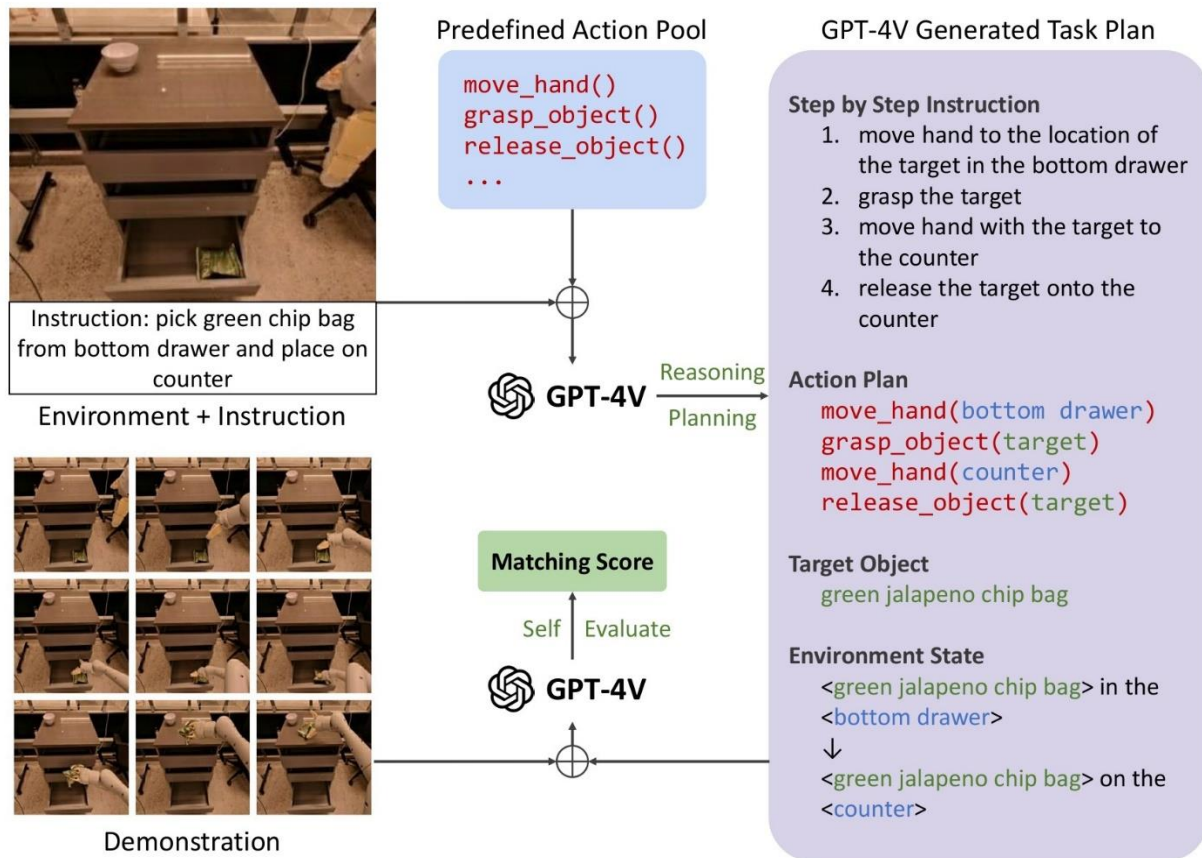 Predefined Action Pool
move_hand()
grasp_object()
release_object()
...
Instruction: pick green chip bag
from bottom drawer and place on
counter
Environment + Instruction
GPT-4V
Reasoning
Planning
GPT-4V Generated Task Plan
Step by Step Instruction
1. move hand to the location of
the target in the bottom drawer
2. grasp the target
3. move hand with the target to
the counter
4. release the target onto the
counter
Action Plan
move_hand(bottom drawer)
grasp_object(target)
move_hand(counter)
release_object(target)
Target Object
green jalapeno chip bag
Environment State
<green jalapeno chip bag> in the
<bottom drawer>
↓
<green jalapeno chip bag> on the
<counter>
Matching Score
Self Evaluate
GPT-4V
Demonstration